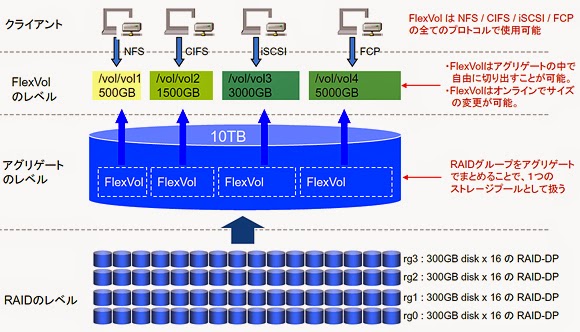 クライアント
NFS
CIFS
iSCSI
FCP
FlexVol は NFS / CIFS / iSCSI / FCP
の全てのプロトコルで使用可能
FlexVol
のレベル
/vol/vol1
500GB
/vol/vol2
1500GB
/vol/vol3
3000GB
/vol/vol4
5000GB
・FlexVolはアグリゲートの中で
自由に切り出すことが可能。
・FlexVolはオンラインでサイズ
の変更が可能。
アグリゲート
のレベル
10TB
FlexVol
FlexVol
FlexVol
FlexVol
RAIDグループをアグリゲート
でまとめることで、1つの
ストレージプールとして扱う
RAIDのレベル
rg3 : 300GB disk x 16 の RAID-DP
rg2 : 300GB disk x 16 の RAID-DP
rg1 : 300GB disk x 16 の RAID-DP
rg0 : 300GB disk x 16 の RAID-DP